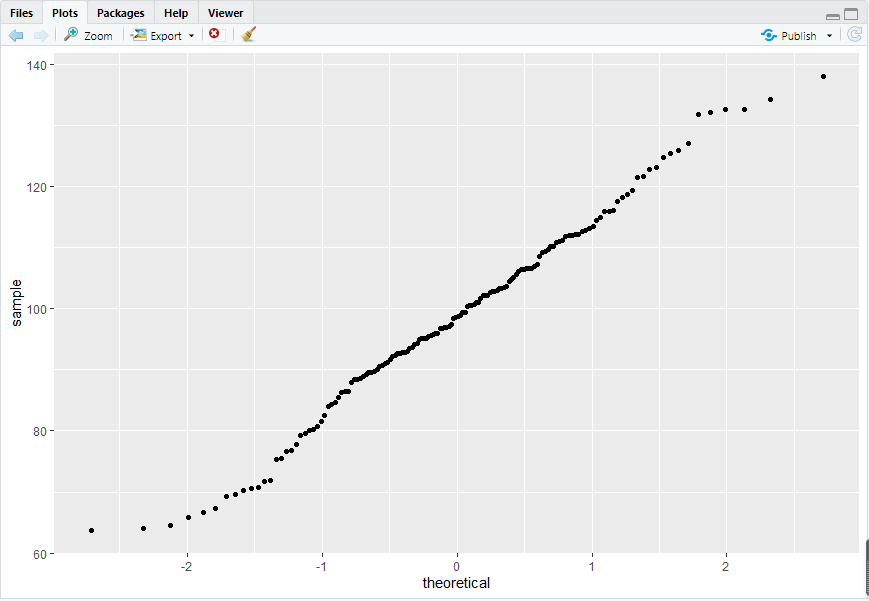 Files Plots Packages Help Viewer
Zoom Export Publish
140
120
100
80
60
sample
-2 -1 0 1 2
theoretical